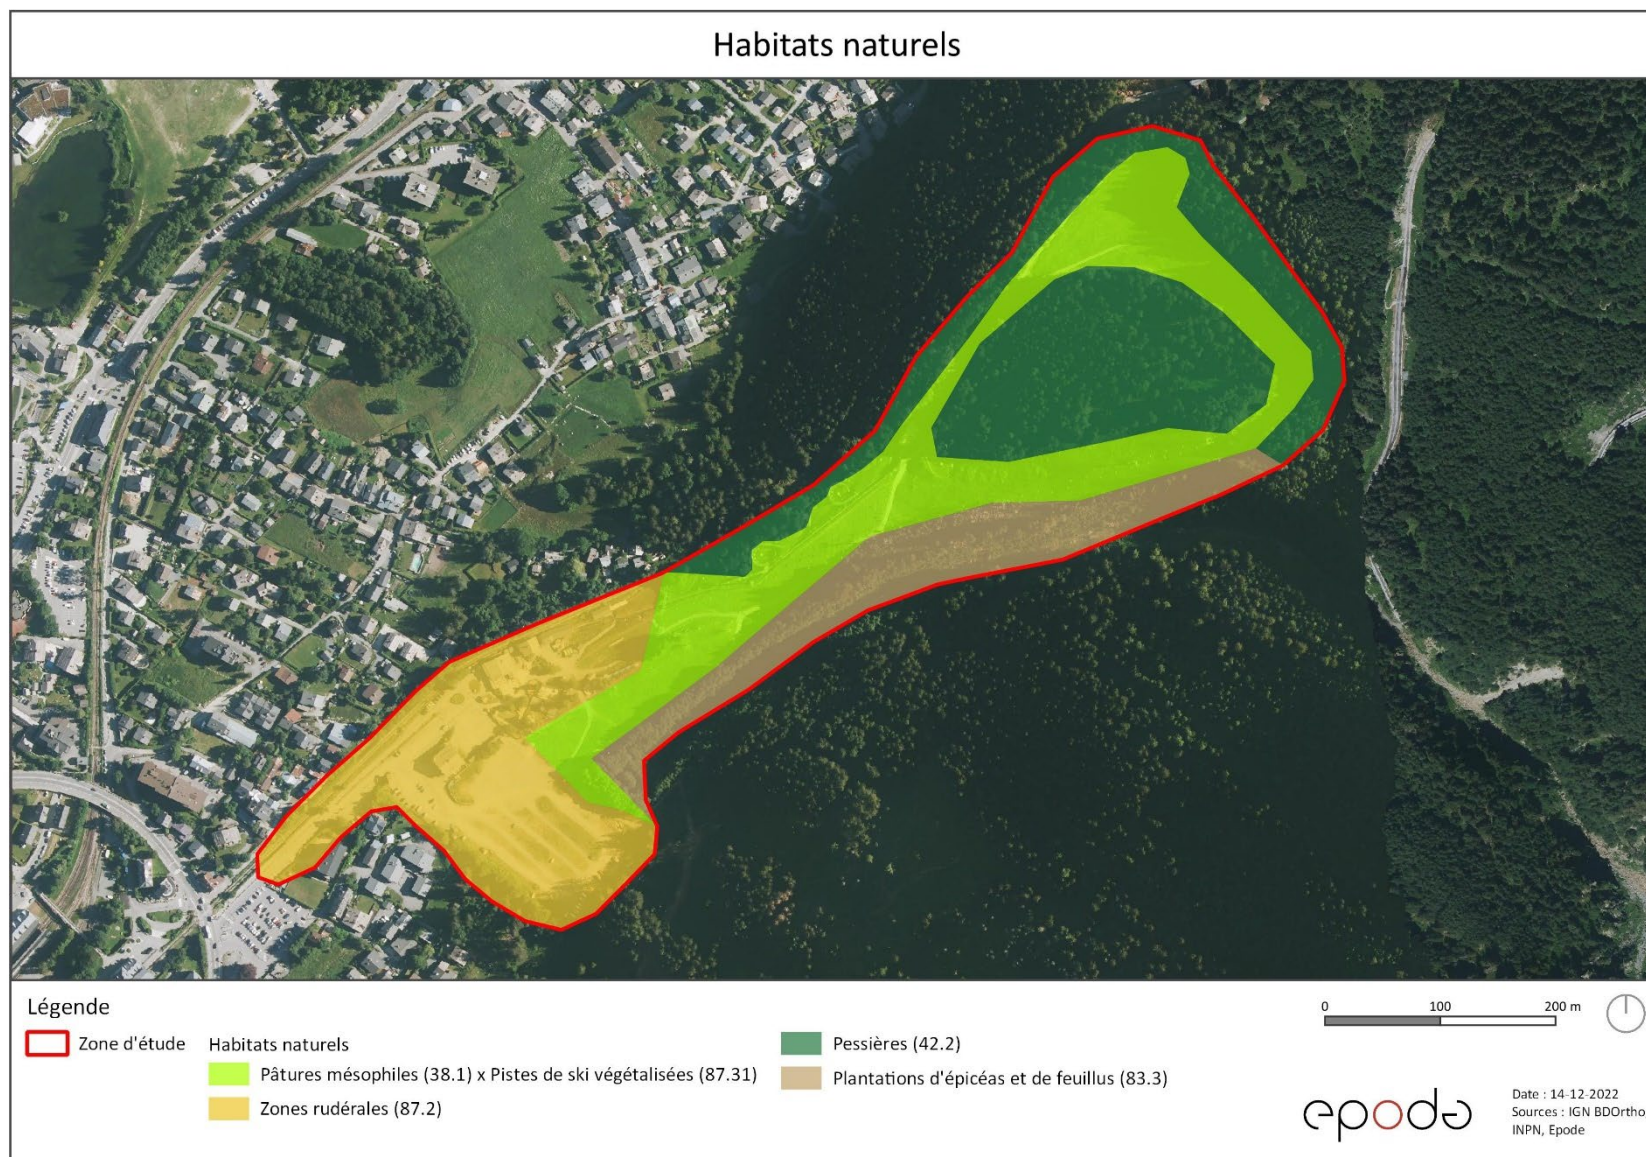 Habitats naturels
Légende
Zone d'étude
Habitats naturels
Pâtures mésophiles (38.1) x Pistes de ski végétalisées (87.31)
Zones rudérales (87.2)
Pessières (42.2)
Plantations d'épicéas et de feuillus (83.3)
0 100 200 m
epode
Date : 14-12-2022
Sources : IGN BDOrtho,
INPN, Epode